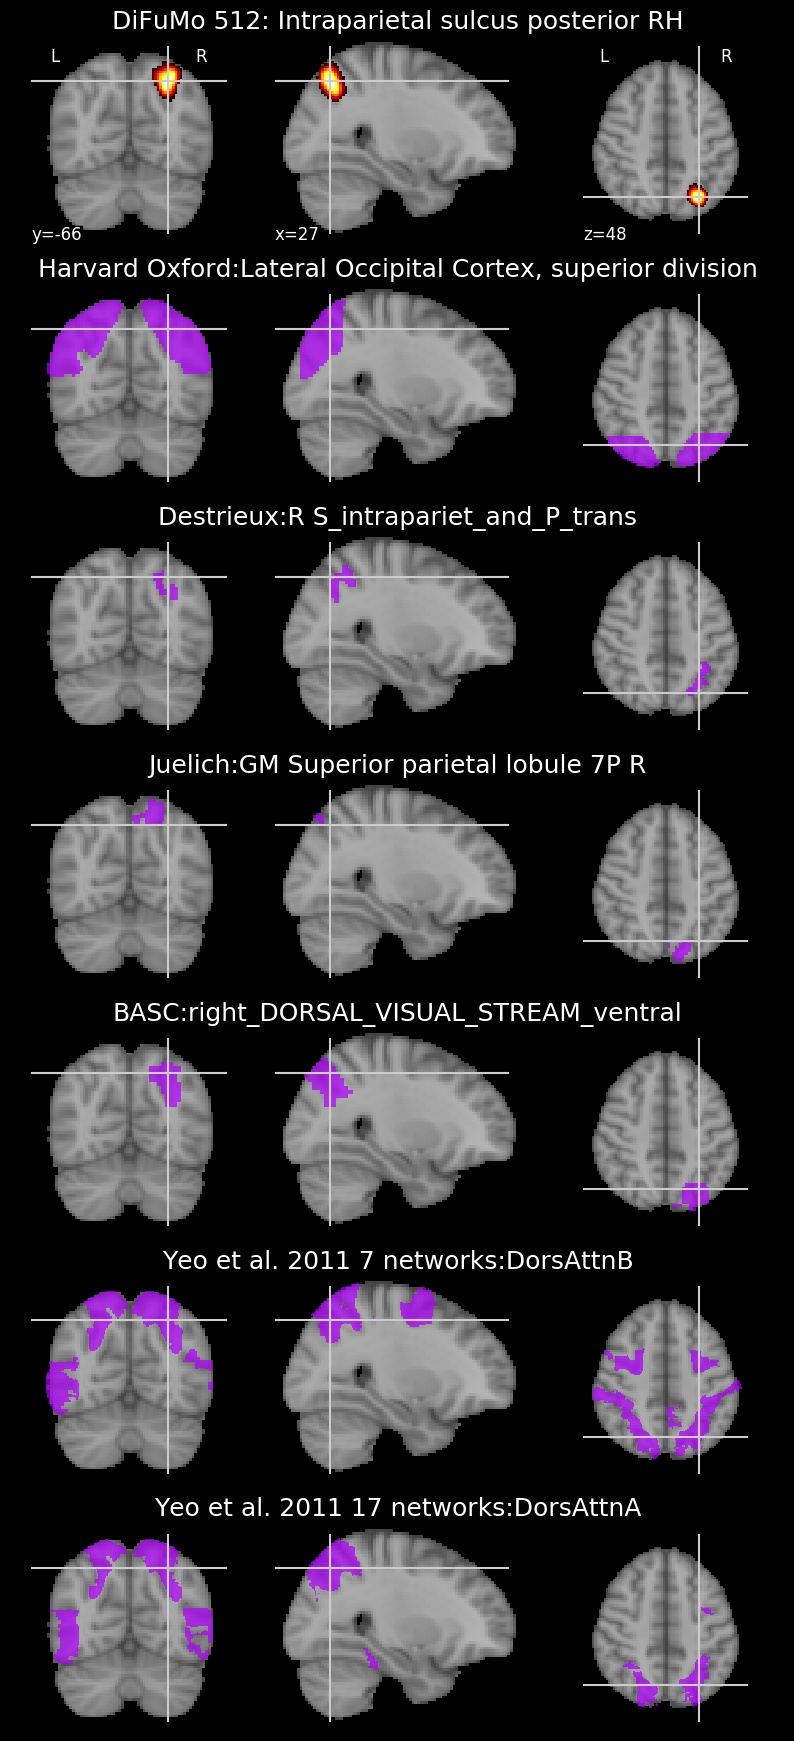 DiFuMo 512: Intraparietal sulcus posterior RH
L R L R
y=-66 x=27 z=48
Harvard Oxford:Lateral Occipital Cortex, superior division
Destrieux:R S_intrapariet_and_P_trans
Juelich:GM Superior parietal lobule 7P R
BASC:right_DORSAL_VISUAL_STREAM_ventral
Yeo et al. 2011 7 networks:DorsAttnB
Yeo et al. 2011 17 networks:DorsAttnA